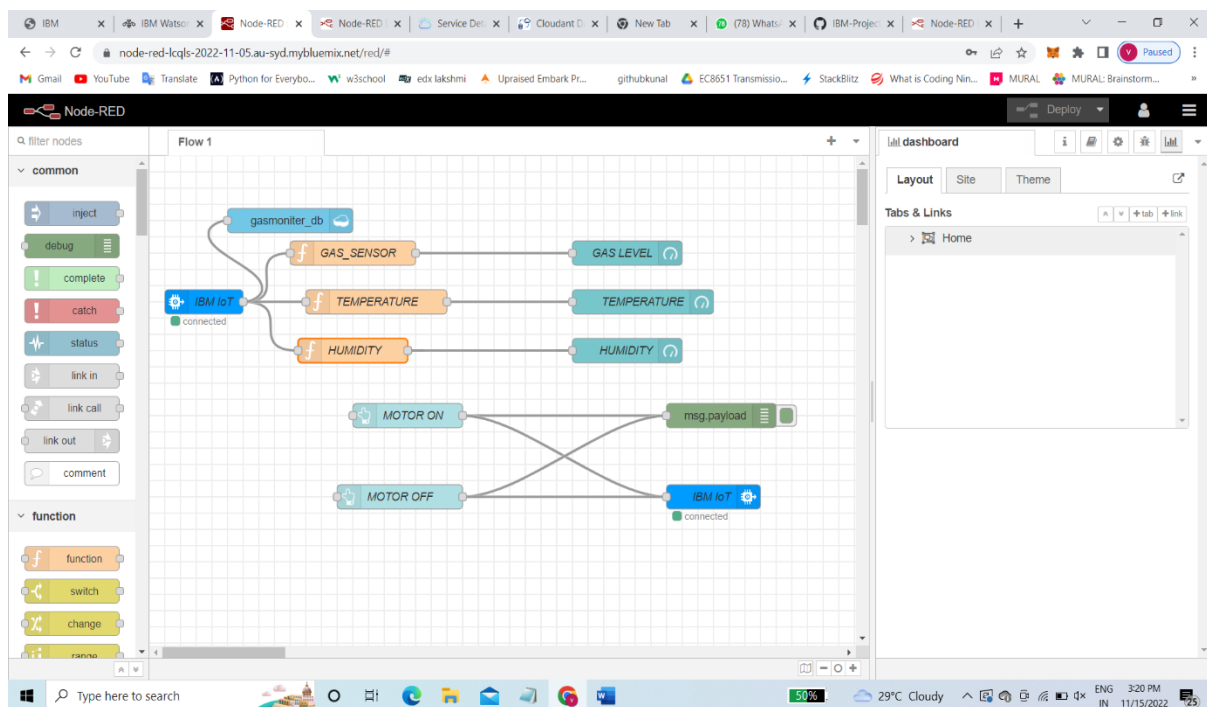 IBM
IBM Watson
Node-RED
Node-RED
Service Det
Cloudant D
New Tab
(78) WhatsA
IBM-Projec
Node-RED
node-red-lcqls-2022-11-05.au-syd.mybluemix.net/red/#
V Paused
Gmail YouTube Translate Python for Everybo... w3school edx lakshmi Upraised Embark Pr... githubkunal EC8651 Transmissio... StackBlitz What is Coding Nin... MURAL MURAL: Brainstorm... »
Node-RED
Deploy
filter nodes
common
inject
debug
complete
catch
status
link in
link call
link out
comment
function
function
switch
change
range
Flow 1
gasmoniter_db
GAS_SENSOR
GAS LEVEL
IBM IoT
connected
TEMPERATURE
TEMPERATURE
HUMIDITY
HUMIDITY
MOTOR ON
msg.payload
MOTOR OFF
IBM IoT
connected
dashboard
Layout Site Theme
Tabs & Links
+tab +link
Home
Type here to search
50%
29°C Cloudy
ENG
IN
3:20 PM
11/15/2022
25